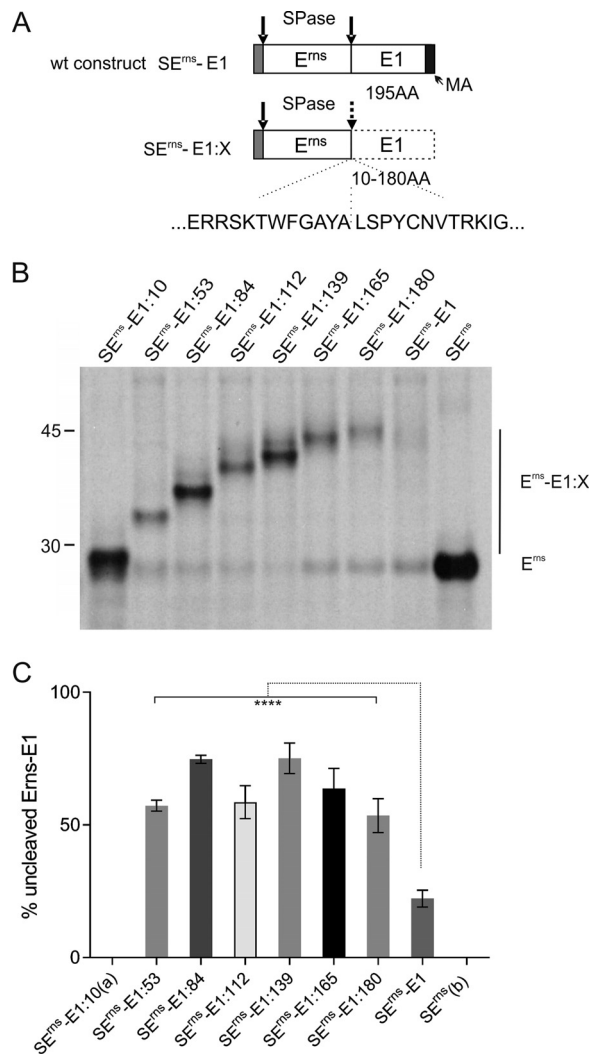 A
SPase
wt construct SEʳⁿˢ- E1
Eʳⁿˢ
E1
195AA
MA
SPase
SEʳⁿˢ- E1:X
Eʳⁿˢ
E1
10-180AA
...ERRSKTWFGAYA LSPYCNVTRKIG...
B
SEʳⁿˢ-E1:10
SEʳⁿˢ-E1:53
SEʳⁿˢ-E1:84
SEʳⁿˢ-E1:112
SEʳⁿˢ-E1:139
SEʳⁿˢ-E1:165
SEʳⁿˢ-E1:180
SEʳⁿˢ-E1
SEʳⁿˢ
45
30
Eʳⁿˢ-E1:X
Eʳⁿˢ
C
% uncleaved Erns-E1
100
50
0
****
SEʳⁿˢ-E1:10(a)
SEʳⁿˢ-E1:53
SEʳⁿˢ-E1:84
SEʳⁿˢ-E1:112
SEʳⁿˢ-E1:139
SEʳⁿˢ-E1:165
SEʳⁿˢ-E1:180
SEʳⁿˢ-E1
SEʳⁿˢ(b)